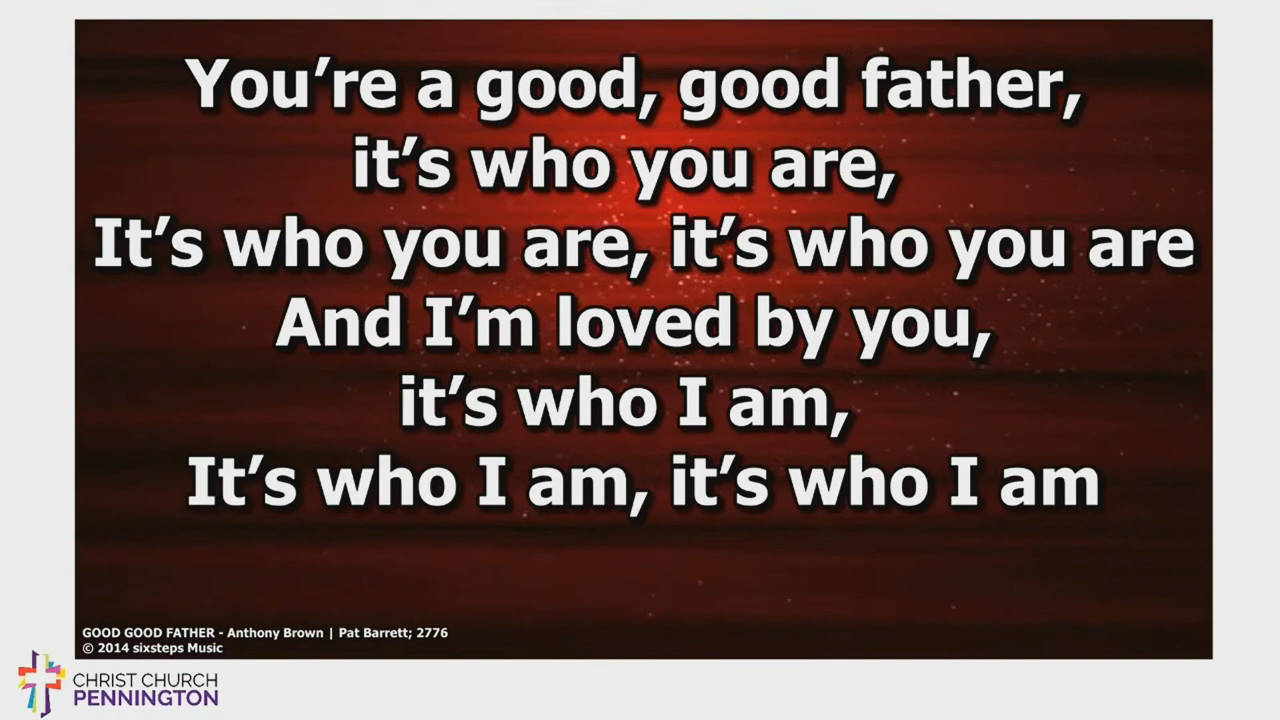 You’re a good, good father,
it’s who you are,
It’s who you are, it’s who you are
And I’m loved by you,
it’s who I am,
It’s who I am, it’s who I am
GOOD GOOD FATHER - Anthony Brown | Pat Barrett; 2776
© 2014 sixsteps Music
CHRIST CHURCH
PENNINGTON